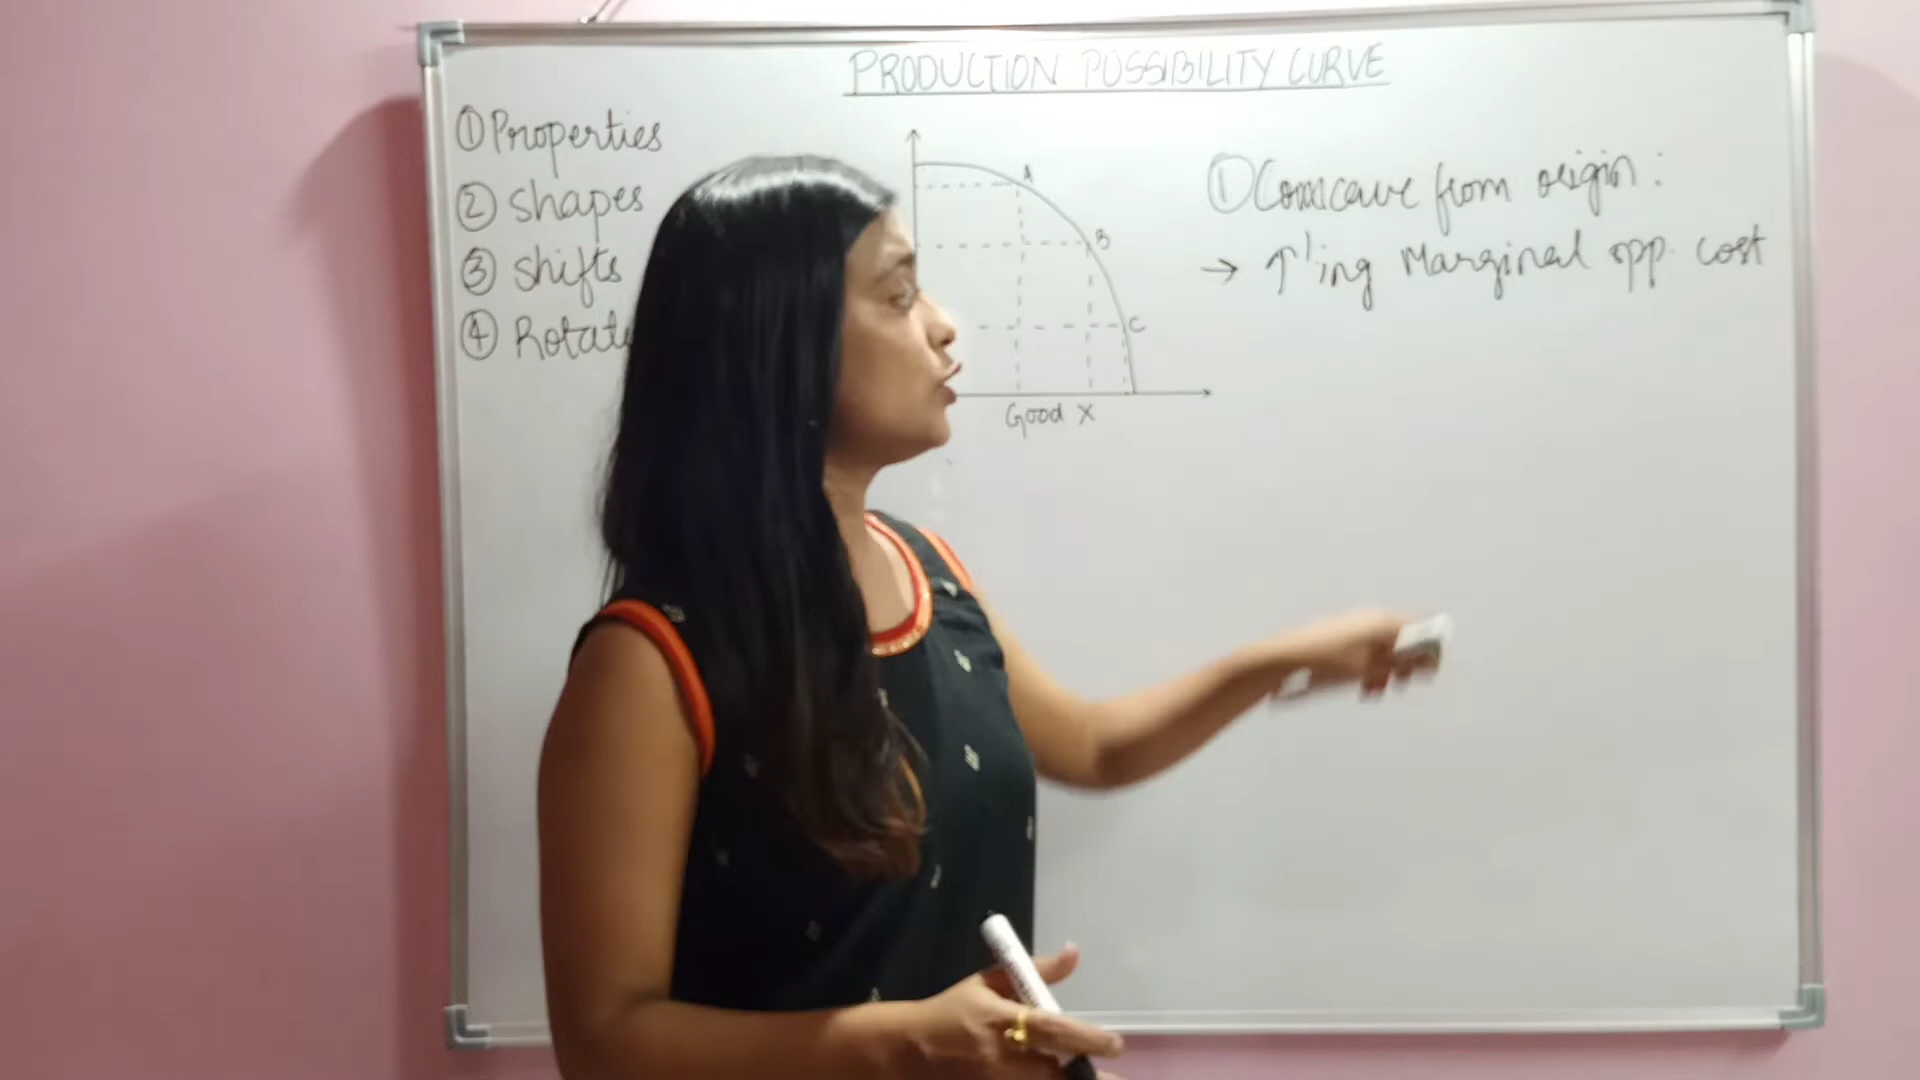 PRODUCTION POSSIBILITY CURVE
① Properties
② Shapes
③ Shifts
④ Rotate
A
B
C
Good X
① Concave from origin :
→ ↑'ing Marginal opp. cost